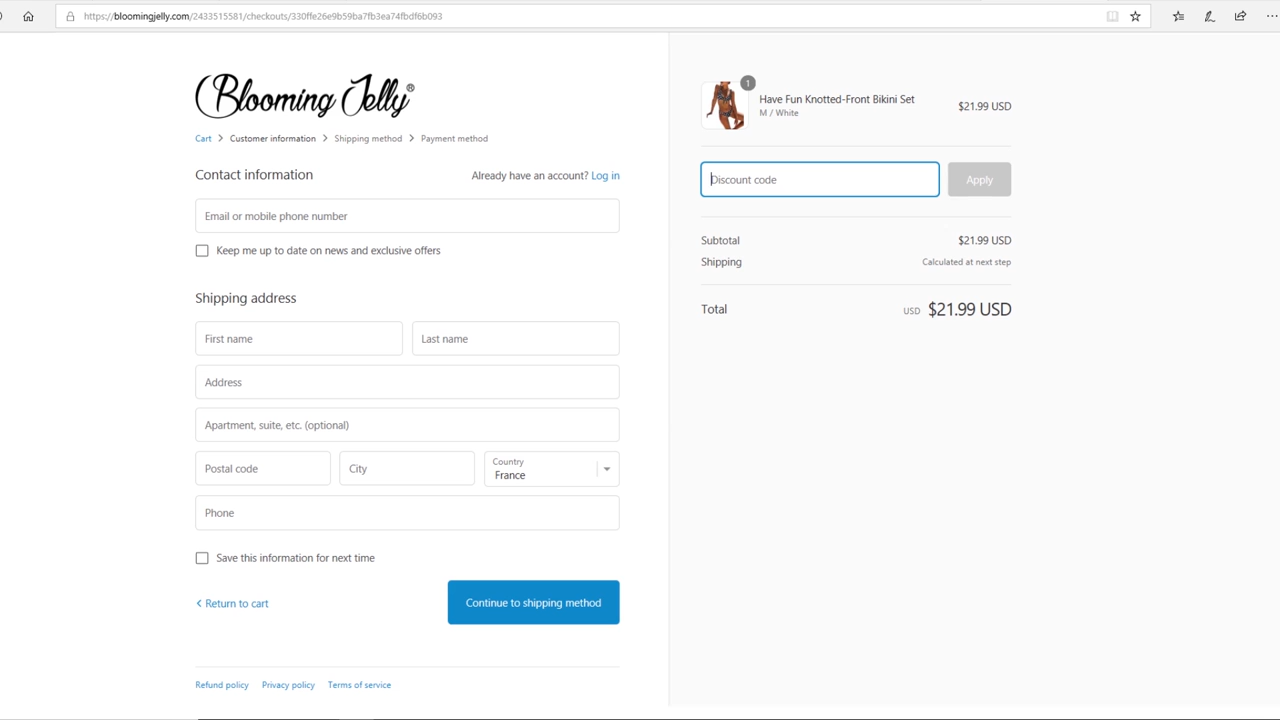 https://bloomingjelly.com/2433515581/checkouts/330ffe26e9b59ba7fb3ea74fbdf6b093
Blooming Jelly®
Cart > Customer information > Shipping method > Payment method
Contact information
Already have an account? Log in
Email or mobile phone number
Keep me up to date on news and exclusive offers
Shipping address
First name
Last name
Address
Apartment, suite, etc. (optional)
Postal code
City
Country
France
Phone
Save this information for next time
< Return to cart
Continue to shipping method
Refund policy Privacy policy Terms of service
1
Have Fun Knotted-Front Bikini Set
M / White
$21.99 USD
Discount code
Apply
Subtotal $21.99 USD
Shipping Calculated at next step
Total USD $21.99 USD